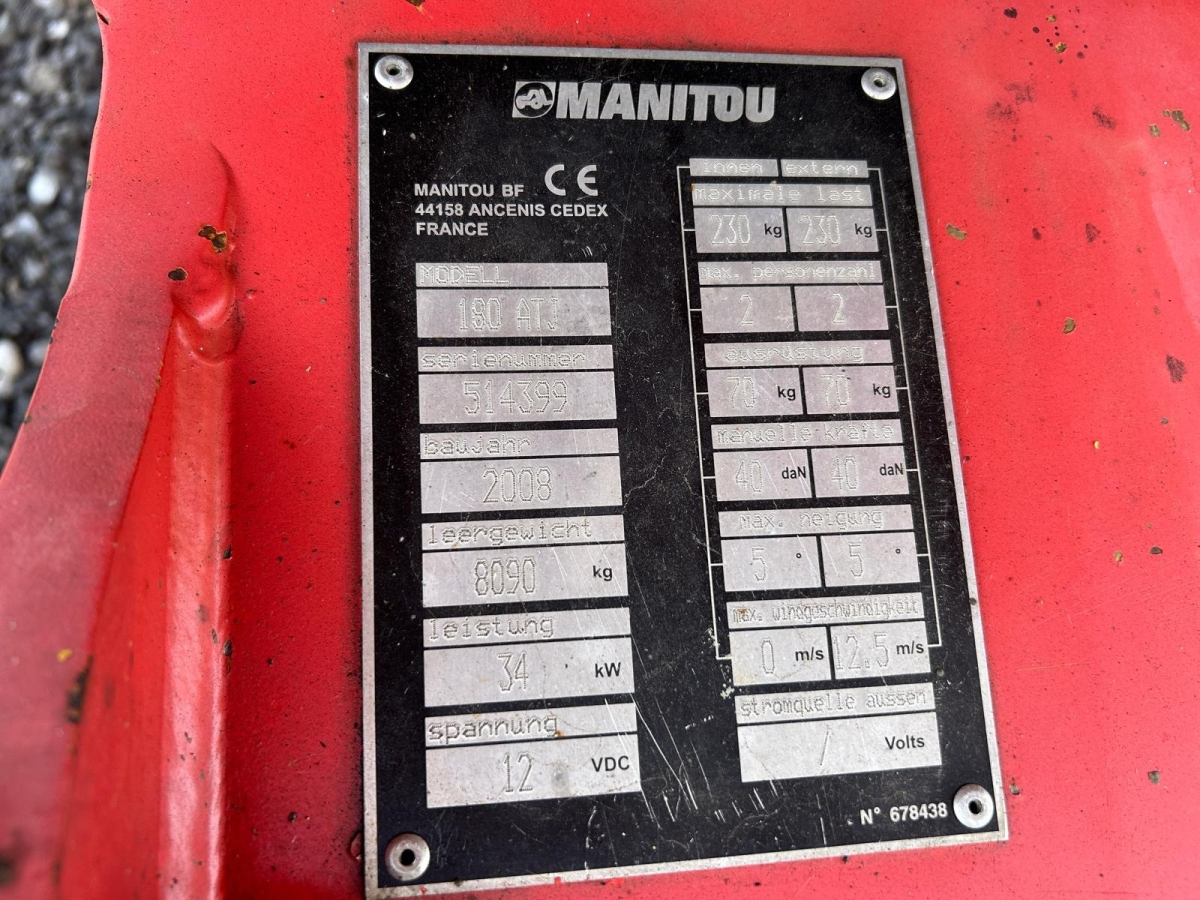 MANITOU
MANITOU BF CE
44158 ANCENIS CEDEX
FRANCE
MODELL
180 ATJ
serienummer
514399
baujahr
2008
leergewicht
8090 kg
leistung
34 kW
spannung
12 VDC
innen extern
maximale last
230 kg 230 kg
max. personenzahl
2 2
ausrüstung
70 kg 70 kg
manuelle kräfte
40 daN 40 daN
max. neigung
5 ° 5 °
max. windgeschwindigkeit
0 m/s 12.5 m/s
stromquelle aussen
/ Volts
N° 678438